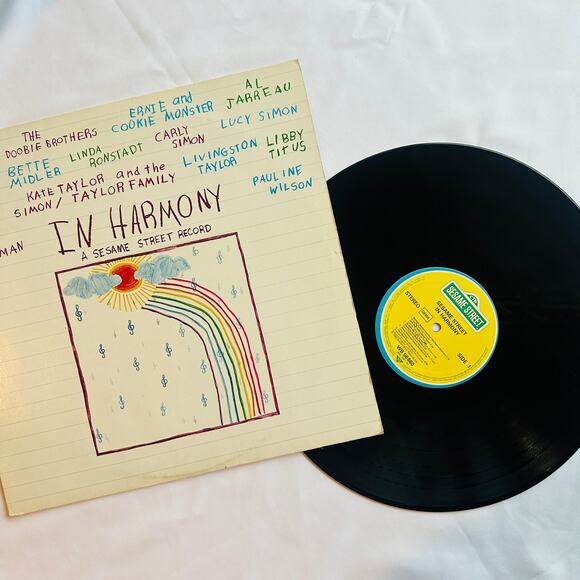 THE
DOOBIE BROTHERS
ERNIE and
COOKIE MONSTER
AL
JARREAU
BETTE
MIDLER
LINDA
RONSTADT
CARLY
SIMON
LUCY SIMON
KATE TAYLOR and the
SIMON / TAYLOR FAMILY
LIVINGSTON
TAYLOR
LIBBY
TITUS
PAULINE
WILSON
MAN
IN HARMONY
A SESAME STREET RECORD
SESAME STREET
SESAME STREET
IN HARMONY
STEREO
SIDE